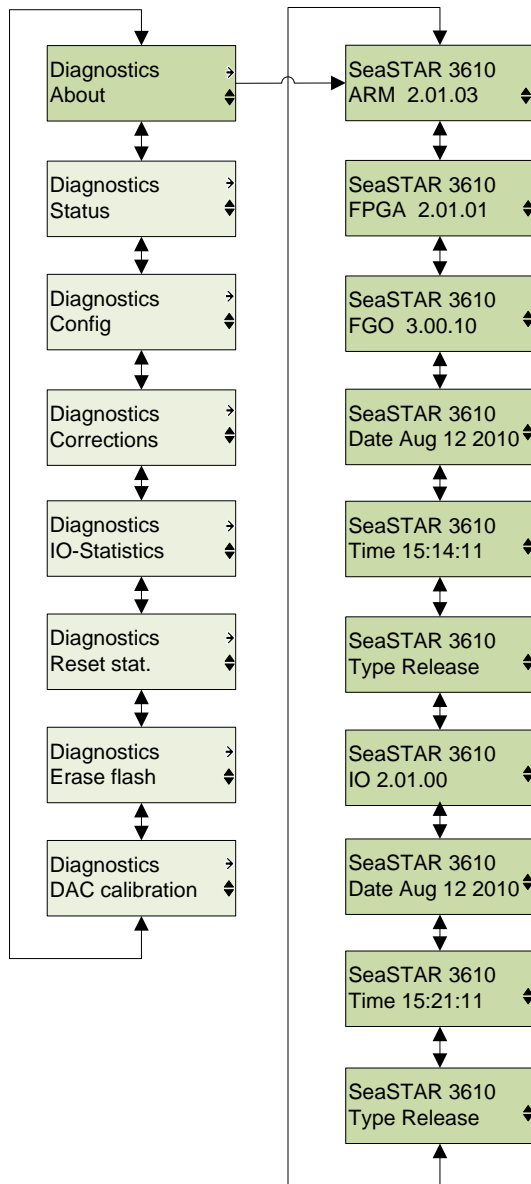 Diagnostics
About
Diagnostics
Status
Diagnostics
Config
Diagnostics
Corrections
Diagnostics
IO-Statistics
Diagnostics
Reset stat.
Diagnostics
Erase flash
Diagnostics
DAC calibration
SeaSTAR 3610
ARM 2.01.03
SeaSTAR 3610
FPGA 2.01.01
SeaSTAR 3610
FGO 3.00.10
SeaSTAR 3610
Date Aug 12 2010
SeaSTAR 3610
Time 15:14:11
SeaSTAR 3610
Type Release
SeaSTAR 3610
IO 2.01.00
SeaSTAR 3610
Date Aug 12 2010
SeaSTAR 3610
Time 15:21:11
SeaSTAR 3610
Type Release